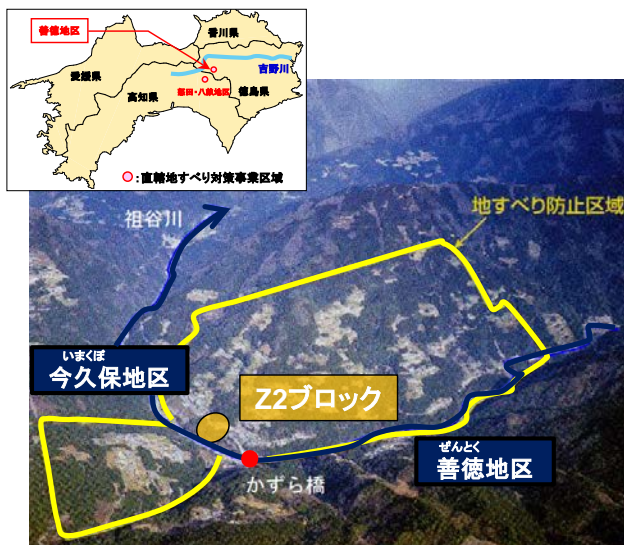 善徳地区
香川県
愛媛県
吉野川
高知県
徳島県
○:直轄地すべり対策事業区域
祖谷川
地すべり防止区域
いまくぼ
今久保地区
Z2ブロック
ぜんとく
善徳地区
かずら橋